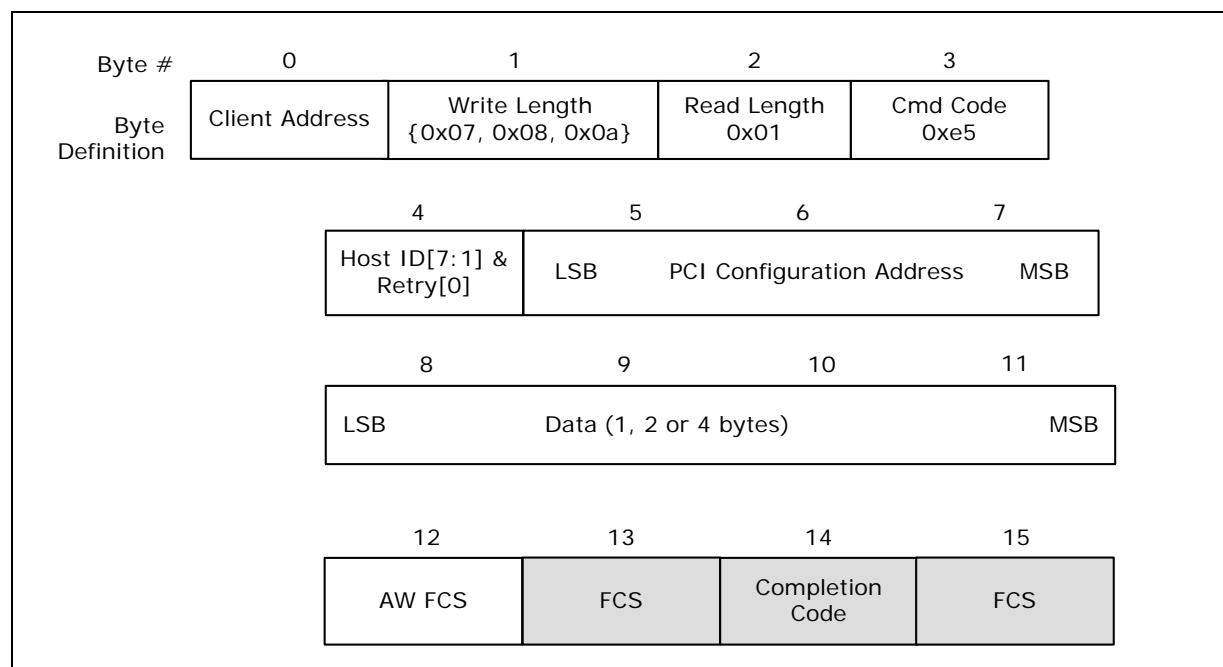 Byte # 0 1 2 3
Byte Definition
Client Address
Write Length
{0x07, 0x08, 0x0a}
Read Length
0x01
Cmd Code
0xe5
4 5 6 7
Host ID[7:1] &
Retry[0]
LSB PCI Configuration Address MSB
8 9 10 11
LSB Data (1, 2 or 4 bytes) MSB
12 13 14 15
AW FCS
FCS
Completion
Code
FCS